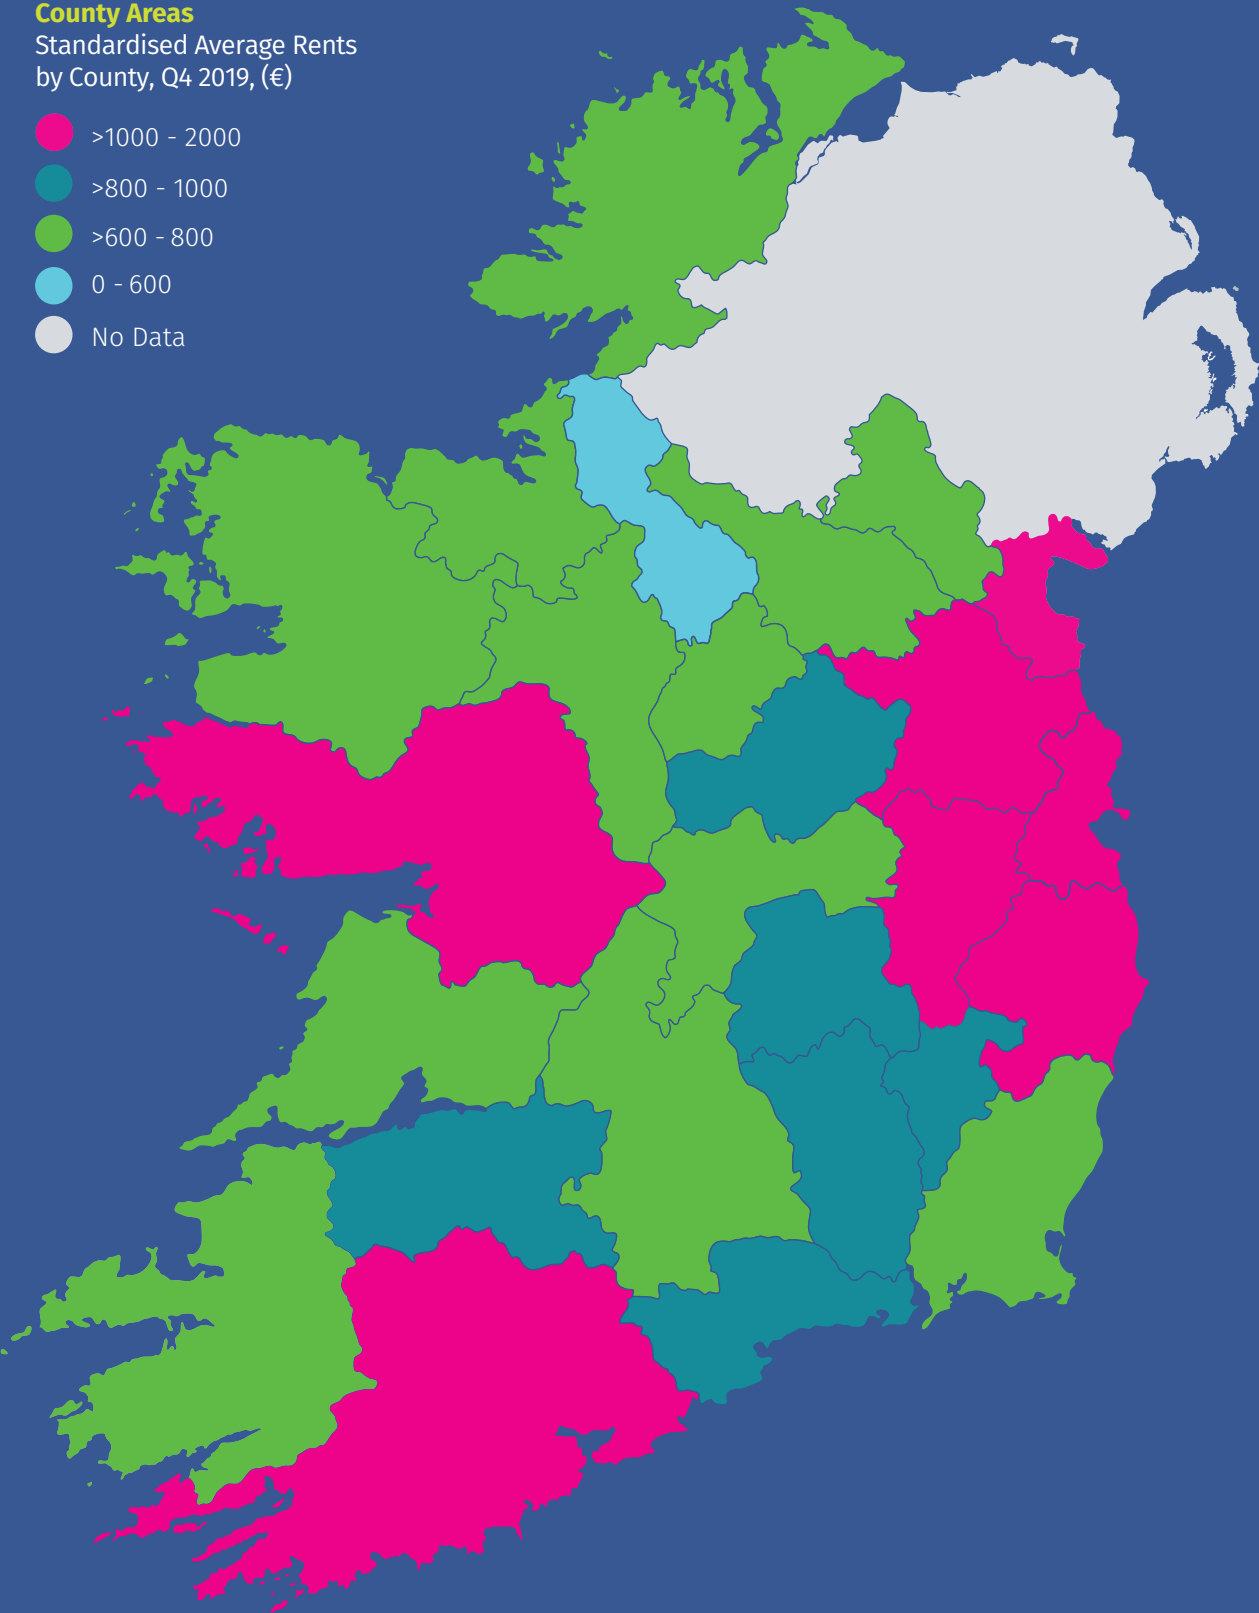 County Areas
Standardised Average Rents
by County, Q4 2019, (€)
>1000 - 2000
>800 - 1000
>600 - 800
0 - 600
No Data